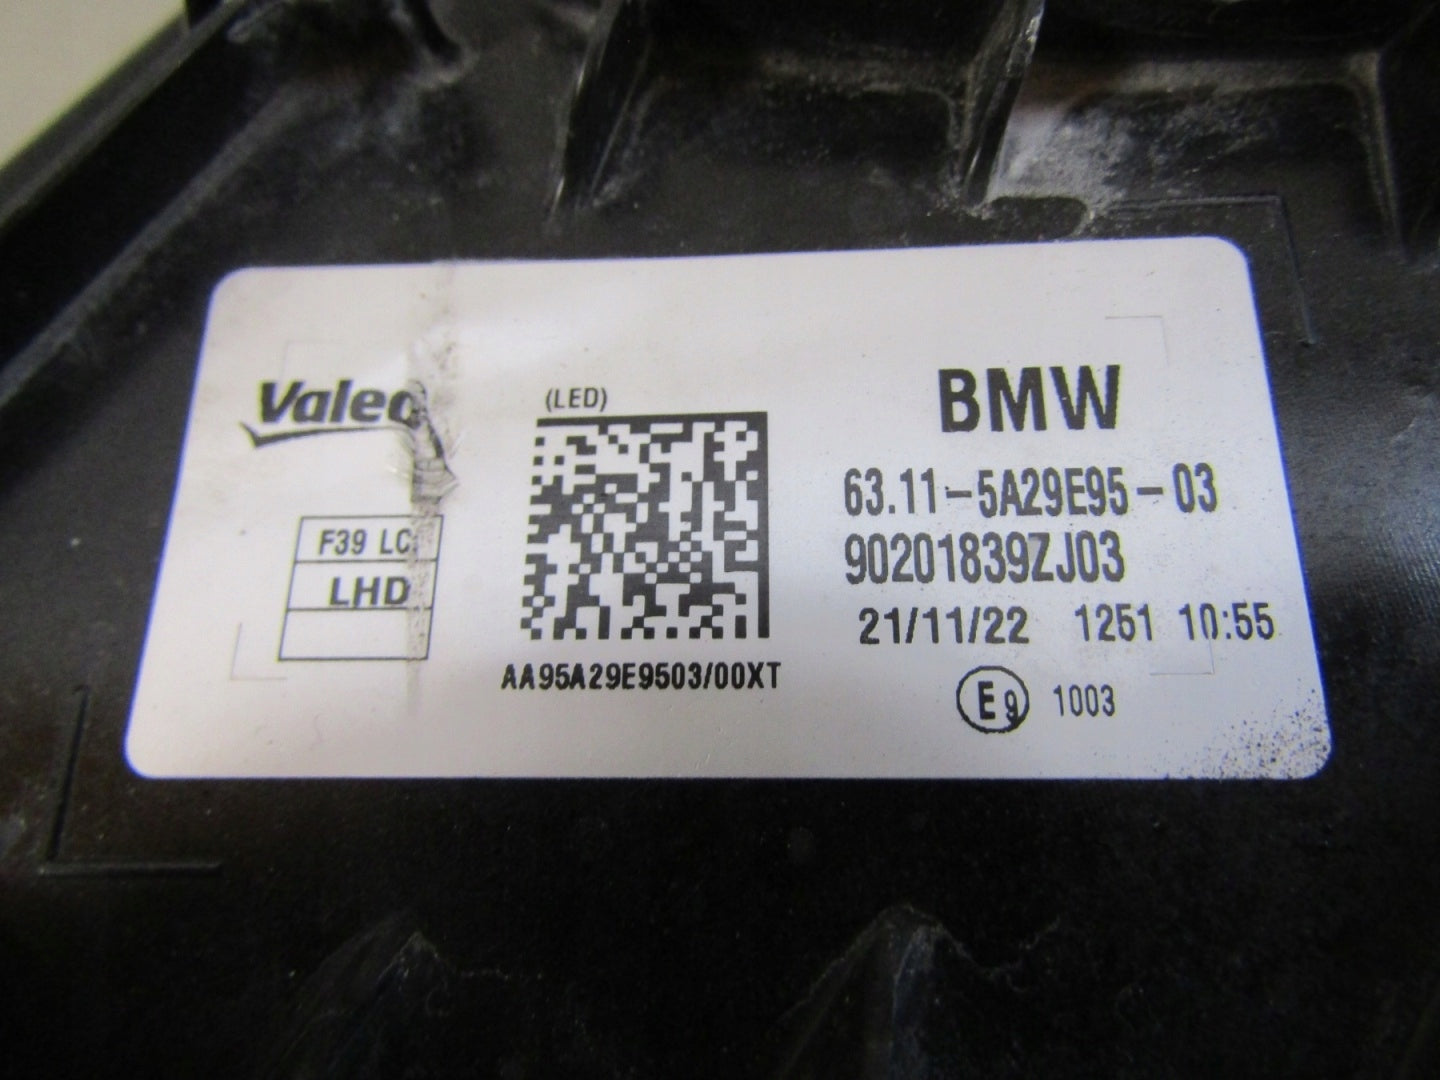 Valeo
(LED)
BMW
63.11-5A29E95-03
90201839ZJ03
21/11/22 1251 10:55
F39 LC
LHD
AA95A29E9503/00XT
E9 1003